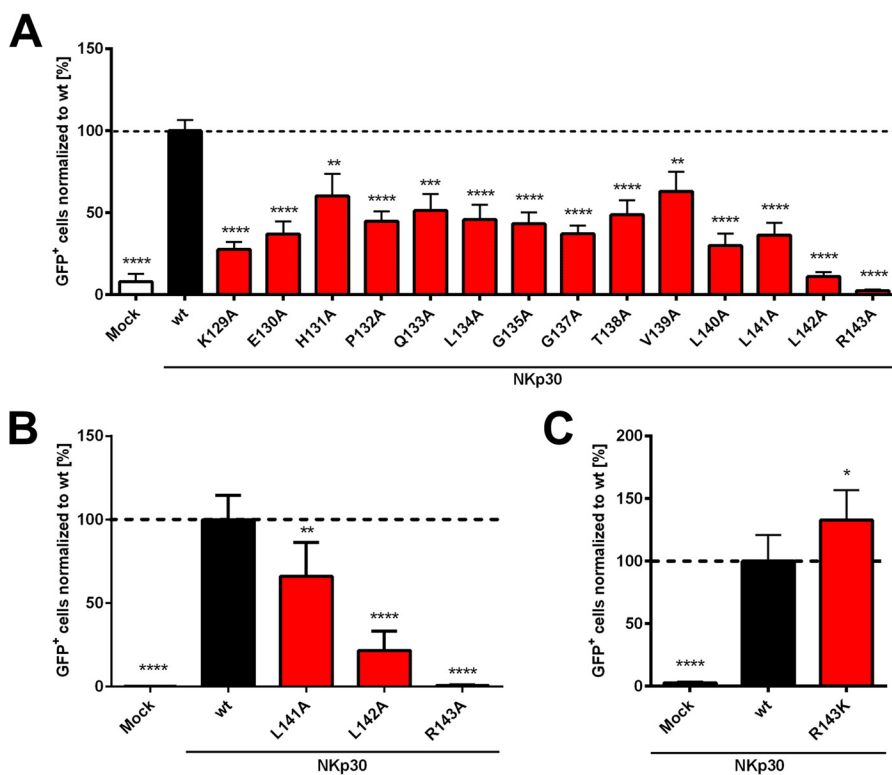 A
GFP⁺ cells normalized to wt [%]
150
100
50
0
****
****
****
**
****
***
****
****
****
****
**
****
****
****
****
Mock
wt
K129A
E130A
H131A
P132A
Q133A
L134A
G135A
G137A
T138A
V139A
L140A
L141A
L142A
R143A
NKp30
B
GFP⁺ cells normalized to wt [%]
150
100
50
0
****
**
****
****
Mock
wt
L141A
L142A
R143A
NKp30
C
GFP⁺ cells normalized to wt [%]
200
150
100
50
0
****
*
Mock
wt
R143K
NKp30